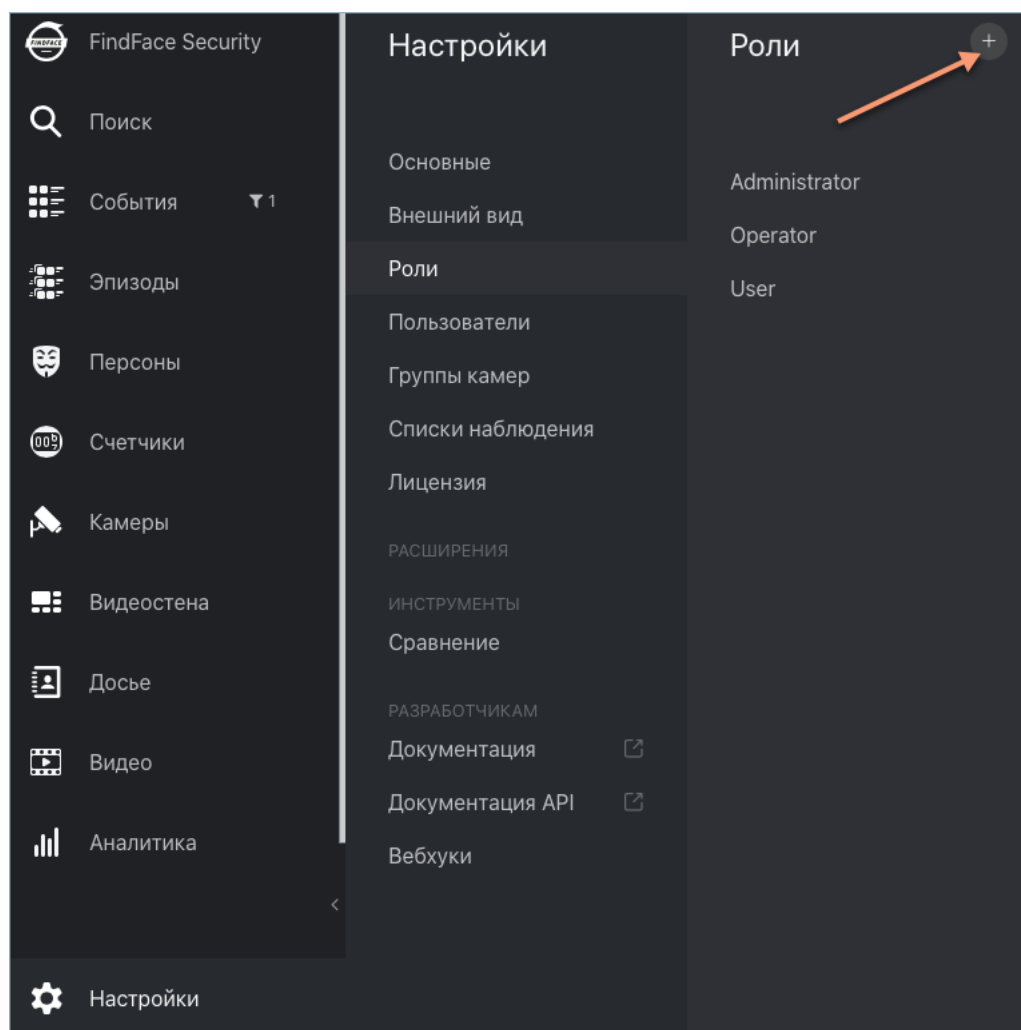 FindFace Security
Поиск
События 1
Эпизоды
Персоны
Счетчики
Камеры
Видеостена
Досье
Видео
Аналитика
Настройки
Настройки
Основные
Внешний вид
Роли
Пользователи
Группы камер
Списки наблюдения
Лицензия
РАСШИРЕНИЯ
ИНСТРУМЕНТЫ
Сравнение
РАЗРАБОТЧИКАМ
Документация
Документация API
Вебхуки
Роли
Administrator
Operator
User